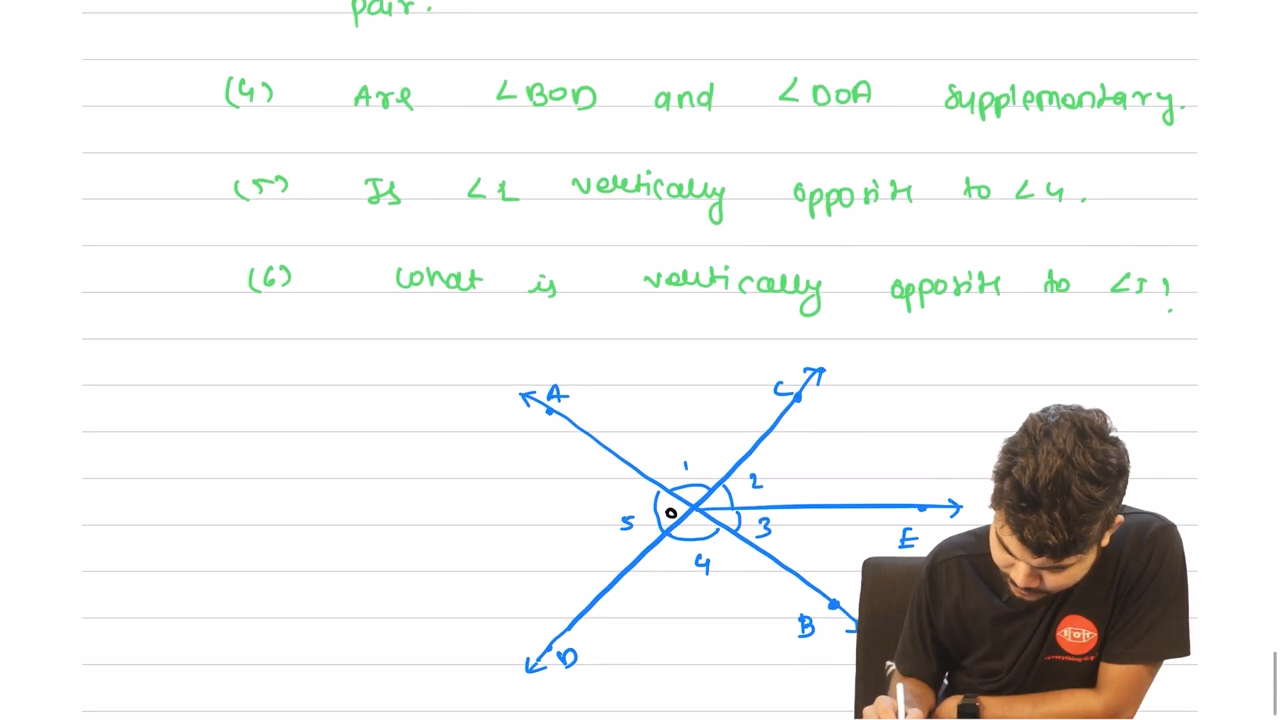 pair.
(4) Are ∠BOD and ∠DOA supplementary.
(5) Is ∠1 vertically opposite to ∠4.
(6) What is vertically opposite to ∠5?
A
C
1
2
O
5
3
E
4
B
D